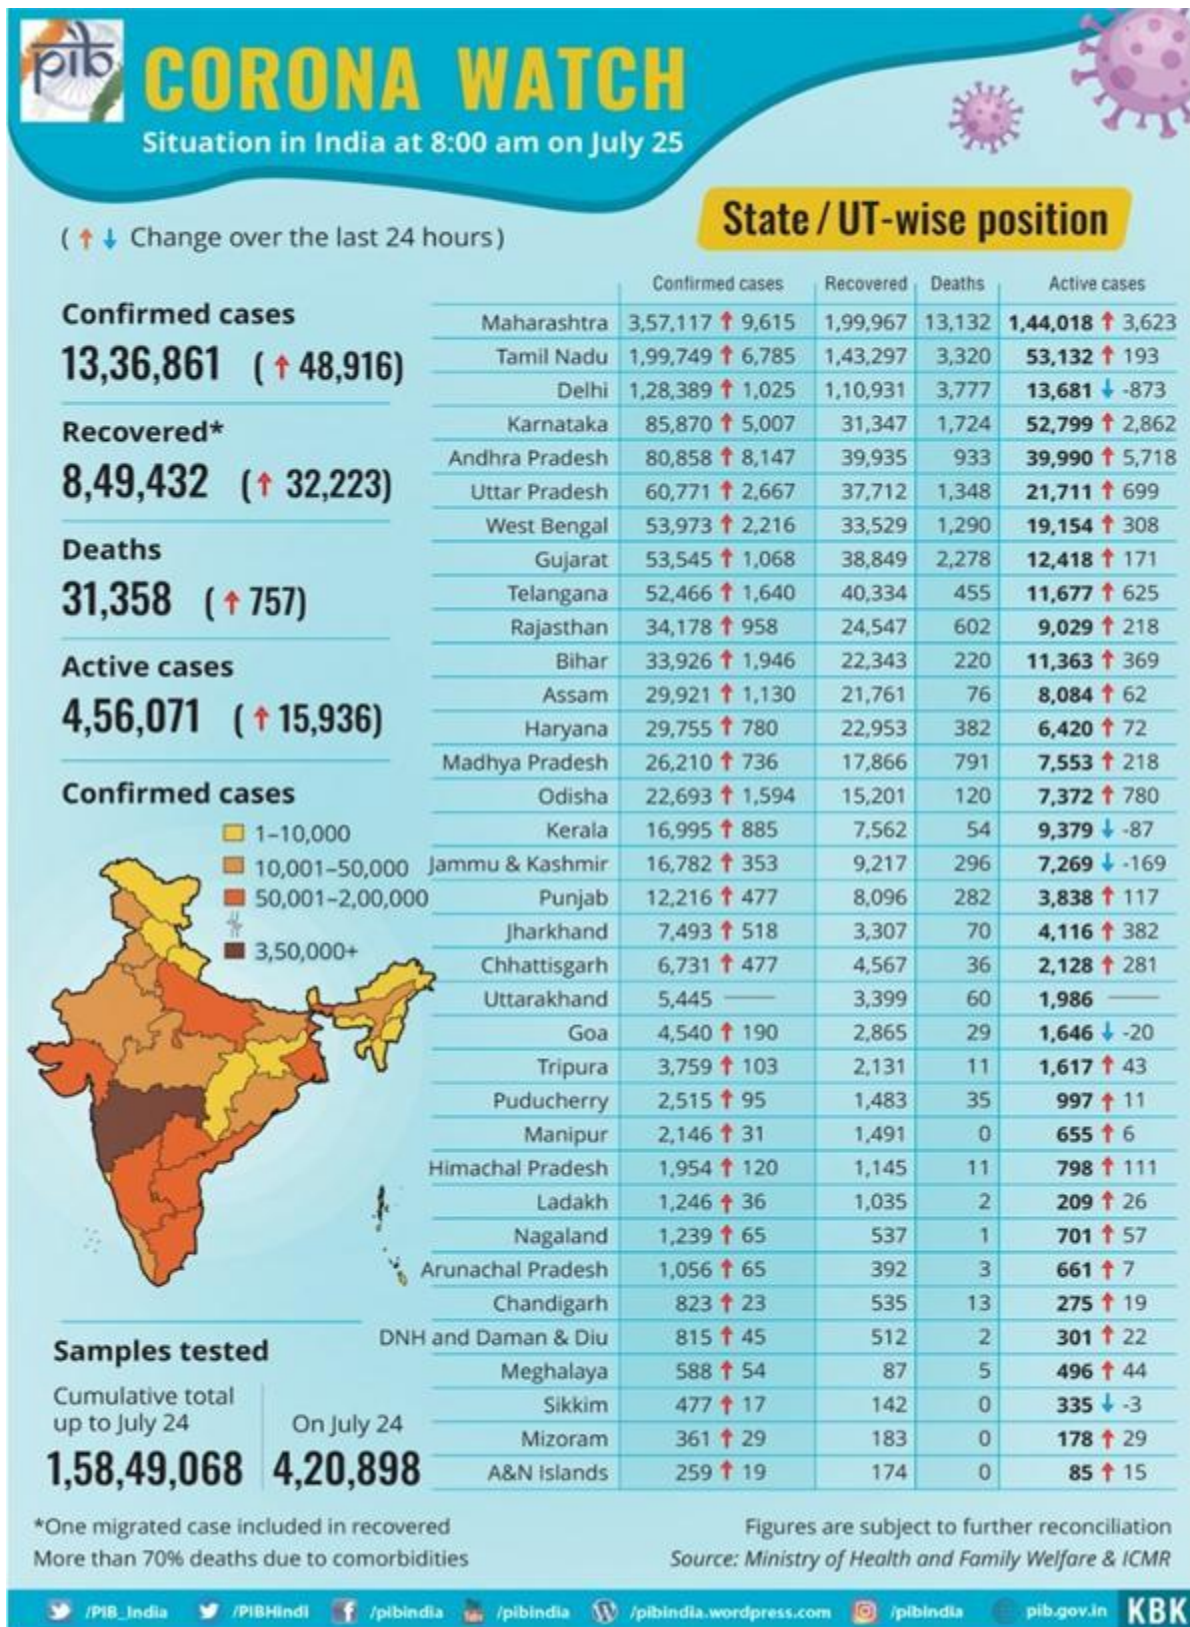 pib
CORONA WATCH
Situation in India at 8:00 am on July 25
(↑↓ Change over the last 24 hours)
Confirmed cases
13,36,861 (↑ 48,916)
Recovered*
8,49,432 (↑ 32,223)
Deaths
31,358 (↑ 757)
Active cases
4,56,071 (↑ 15,936)
Confirmed cases
1–10,000
10,001–50,000
50,001–2,00,000
3,50,000+
Samples tested
Cumulative total
up to July 24
1,58,49,068
On July 24
4,20,898
State / UT-wise position
Confirmed cases Recovered Deaths Active cases
Maharashtra 3,57,117 ↑ 9,615 1,99,967 13,132 1,44,018 ↑ 3,623
Tamil Nadu 1,99,749 ↑ 6,785 1,43,297 3,320 53,132 ↑ 193
Delhi 1,28,389 ↑ 1,025 1,10,931 3,777 13,681 ↓ -873
Karnataka 85,870 ↑ 5,007 31,347 1,724 52,799 ↑ 2,862
Andhra Pradesh 80,858 ↑ 8,147 39,935 933 39,990 ↑ 5,718
Uttar Pradesh 60,771 ↑ 2,667 37,712 1,348 21,711 ↑ 699
West Bengal 53,973 ↑ 2,216 33,529 1,290 19,154 ↑ 308
Gujarat 53,545 ↑ 1,068 38,849 2,278 12,418 ↑ 171
Telangana 52,466 ↑ 1,640 40,334 455 11,677 ↑ 625
Rajasthan 34,178 ↑ 958 24,547 602 9,029 ↑ 218
Bihar 33,926 ↑ 1,946 22,343 220 11,363 ↑ 369
Assam 29,921 ↑ 1,130 21,761 76 8,084 ↑ 62
Haryana 29,755 ↑ 780 22,953 382 6,420 ↑ 72
Madhya Pradesh 26,210 ↑ 736 17,866 791 7,553 ↑ 218
Odisha 22,693 ↑ 1,594 15,201 120 7,372 ↑ 780
Kerala 16,995 ↑ 885 7,562 54 9,379 ↓ -87
Jammu & Kashmir 16,782 ↑ 353 9,217 296 7,269 ↓ -169
Punjab 12,216 ↑ 477 8,096 282 3,838 ↑ 117
Jharkhand 7,493 ↑ 518 3,307 70 4,116 ↑ 382
Chhattisgarh 6,731 ↑ 477 4,567 36 2,128 ↑ 281
Uttarakhand 5,445 — 3,399 60 1,986 —
Goa 4,540 ↑ 190 2,865 29 1,646 ↓ -20
Tripura 3,759 ↑ 103 2,131 11 1,617 ↑ 43
Puducherry 2,515 ↑ 95 1,483 35 997 ↑ 11
Manipur 2,146 ↑ 31 1,491 0 655 ↑ 6
Himachal Pradesh 1,954 ↑ 120 1,145 11 798 ↑ 111
Ladakh 1,246 ↑ 36 1,035 2 209 ↑ 26
Nagaland 1,239 ↑ 65 537 1 701 ↑ 57
Arunachal Pradesh 1,056 ↑ 65 392 3 661 ↑ 7
Chandigarh 823 ↑ 23 535 13 275 ↑ 19
DNH and Daman & Diu 815 ↑ 45 512 2 301 ↑ 22
Meghalaya 588 ↑ 54 87 5 496 ↑ 44
Sikkim 477 ↑ 17 142 0 335 ↓ -3
Mizoram 361 ↑ 29 183 0 178 ↑ 29
A&N Islands 259 ↑ 19 174 0 85 ↑ 15
*One migrated case included in recovered
More than 70% deaths due to comorbidities
Figures are subject to further reconciliation
Source: Ministry of Health and Family Welfare & ICMR
/PIB_India /PIBHindi /pibindia /pibindia /pibindia.wordpress.com /pibindia pib.gov.in KBK